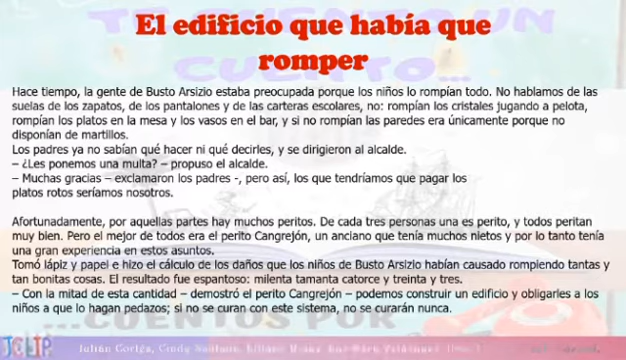 El edificio que había que
romper
Hace tiempo, la gente de Busto Arsizio estaba preocupada porque los niños lo rompían todo. No hablamos de las
suelas de los zapatos, de los pantalones y de las carteras escolares, no: rompían los cristales jugando a pelota,
rompían los platos en la mesa y los vasos en el bar, y si no rompían las paredes era únicamente porque no
disponían de martillos.
Los padres ya no sabían qué hacer ni qué decirles, y se dirigieron al alcalde.
– ¿Les ponemos una multa? – propuso el alcalde.
– Muchas gracias – exclamaron los padres -, pero así, los que tendríamos que pagar los
platos rotos seríamos nosotros.
Afortunadamente, por aquellas partes hay muchos peritos. De cada tres personas una es perito, y todos peritan
muy bien. Pero el mejor de todos era el perito Cangrejón, un anciano que tenía muchos nietos y por lo tanto tenía
una gran experiencia en estos asuntos.
Tomó lápiz y papel e hizo el cálculo de los daños que los niños de Busto Arsizio habían causado rompiendo tantas y
tan bonitas cosas. El resultado fue espantoso: milenta tamanta catorce y treinta y tres.
– Con la mitad de esta cantidad – demostró el perito Cangrejón – podemos construir un edificio y obligarles a los
niños a que lo hagan pedazos; si no se curan con este sistema, no se curarán nunca.
TE CUENTO UN
CUENTO...
...CUENTOS POR
JCLIP
Julián Cortés, Cindy